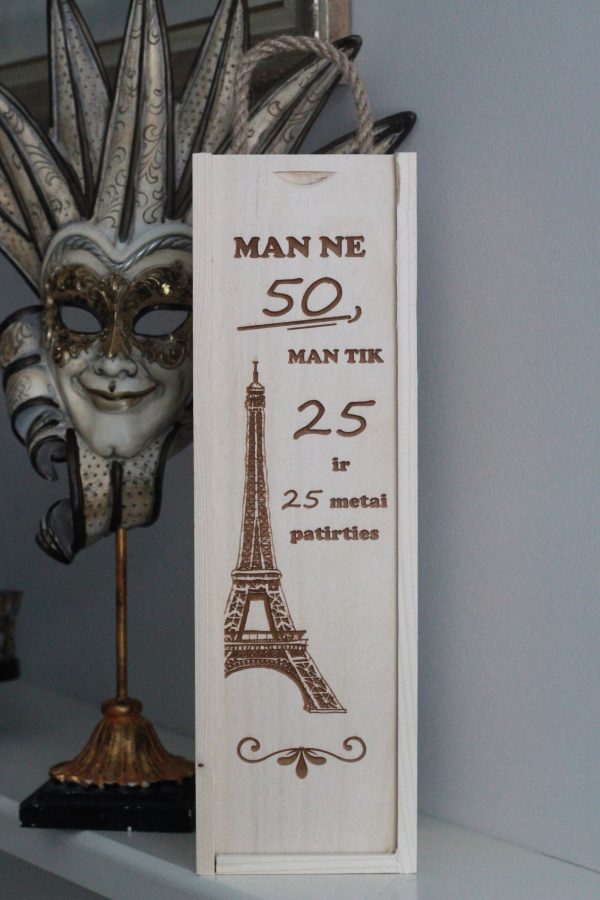 MAN NE
50,
MAN TIK
25
ir
25 metai
patirties